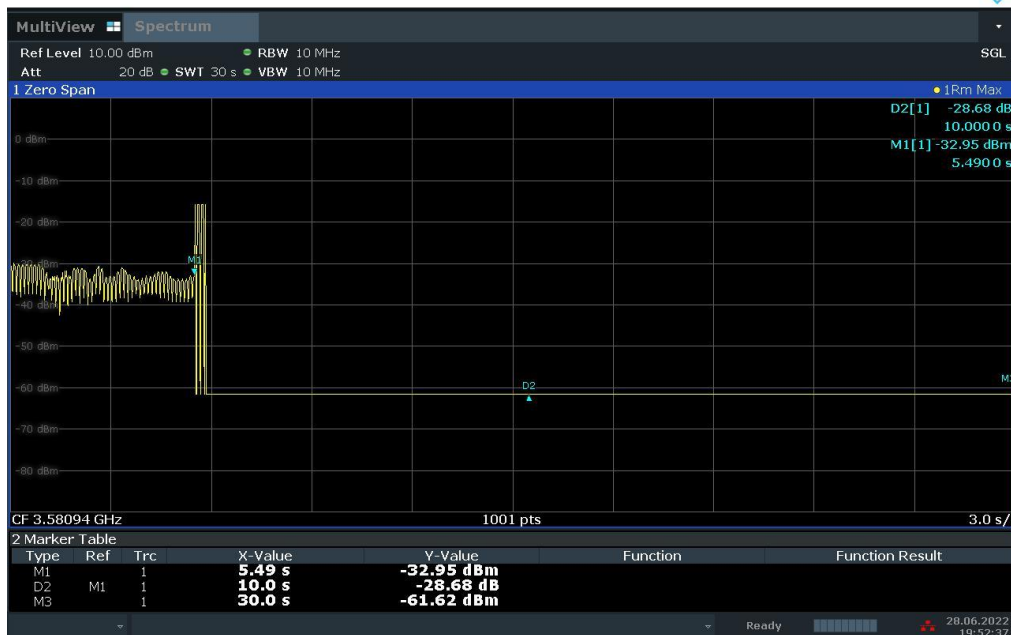 MultiView Spectrum
Ref Level 10.00 dBm RBW 10 MHz SGL
Att 20 dB SWT 30 s VBW 10 MHz
1 Zero Span 1Rm Max
D2[1] -28.68 dB
10.000 0 s
0 dBm
M1[1] -32.95 dBm
5.490 0 s
-10 dBm
-20 dBm
M1
-40 dBm
-50 dBm
-60 dBm
D2
-70 dBm
-80 dBm
CF 3.58094 GHz 1001 pts 3.0 s/
2 Marker Table
Type Ref Trc X-Value Y-Value Function Function Result
M1 1 5.49 s -32.95 dBm
D2 M1 1 10.0 s -28.68 dB
M3 1 30.0 s -61.62 dBm
Ready 28.06.2022
19:52:37